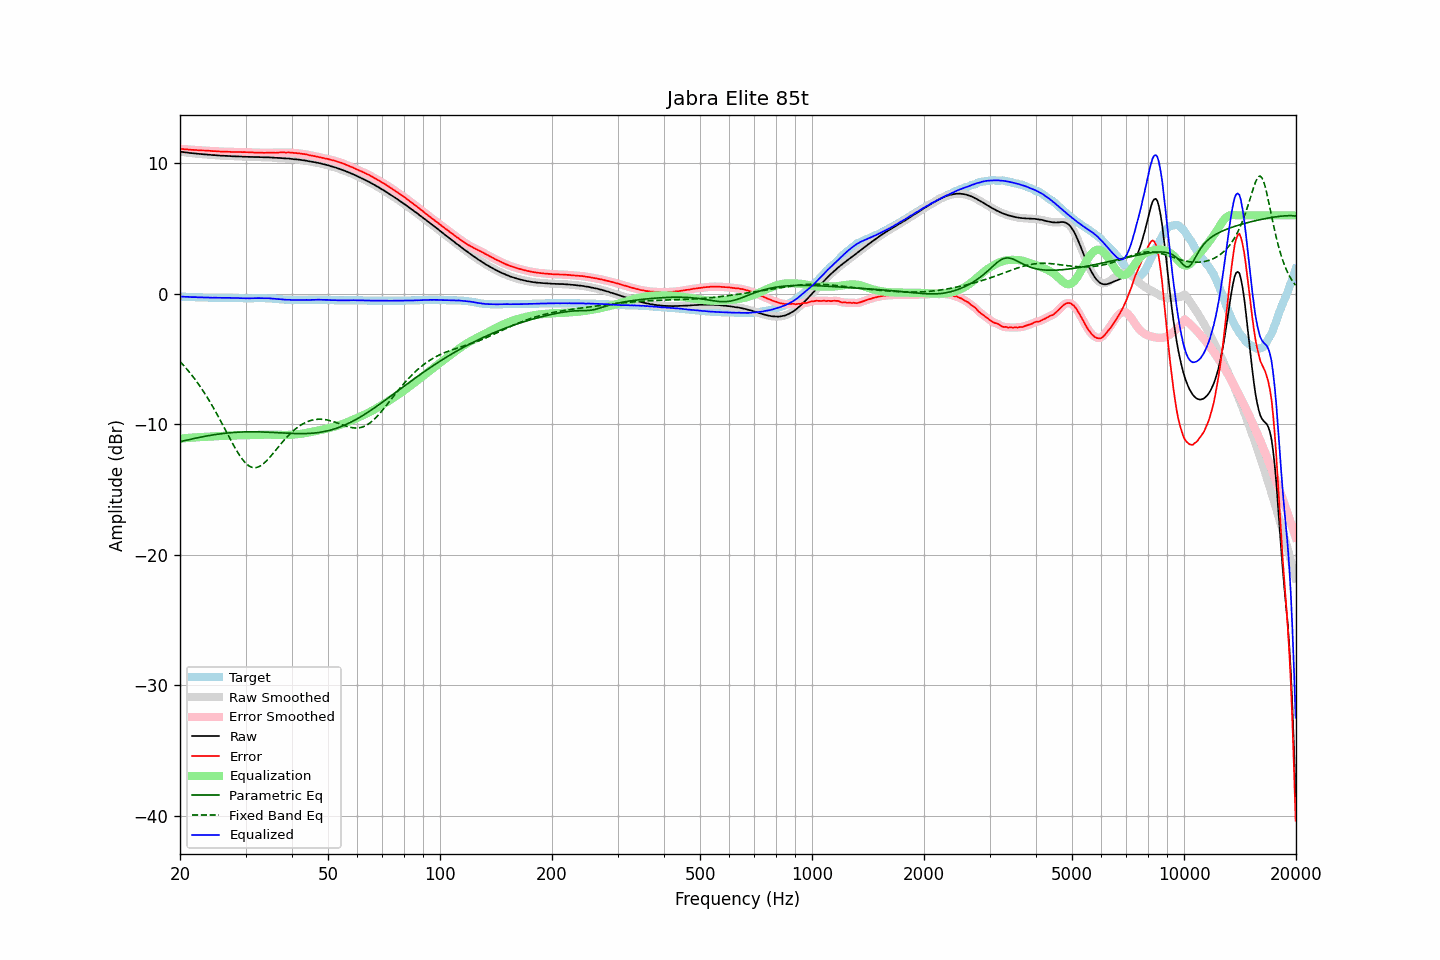 Jabra Elite 85t
10
0
−10
−20
−30
−40
Amplitude (dBr)
Target
Raw Smoothed
Error Smoothed
Raw
Error
Equalization
Parametric Eq
Fixed Band Eq
Equalized
20 50 100 200 500 1000 2000 5000 10000 20000
Frequency (Hz)